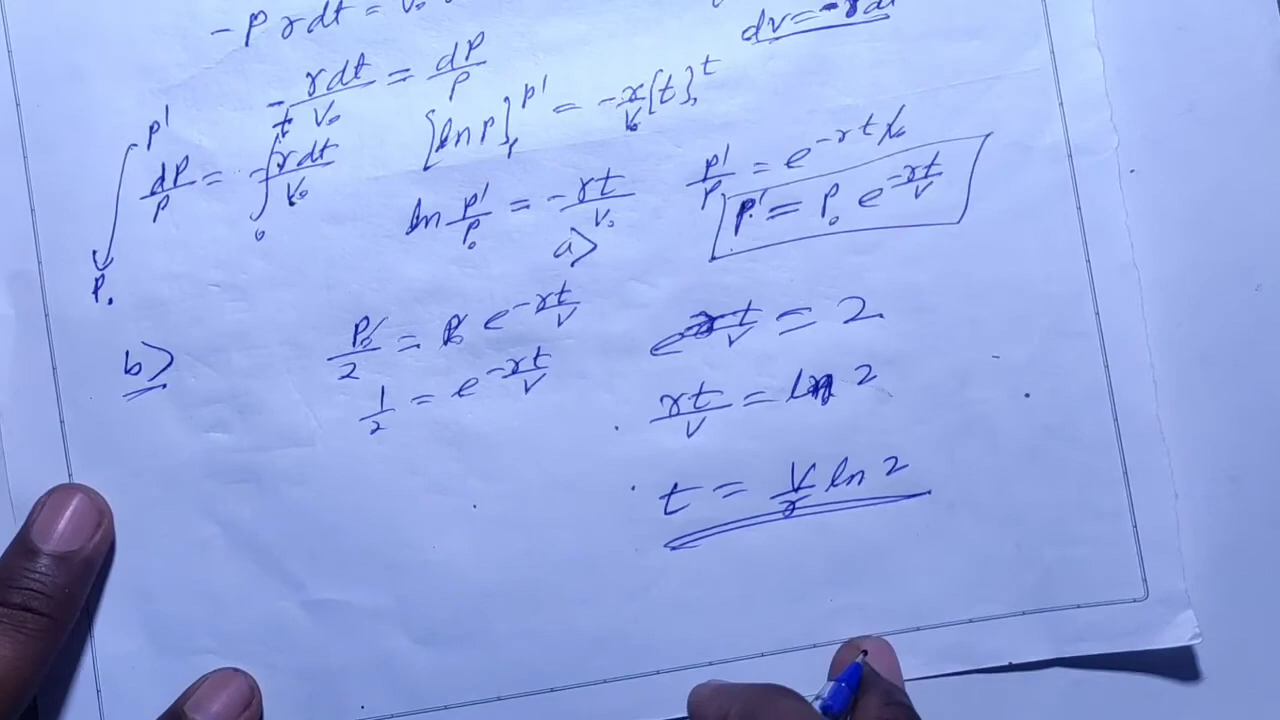 - P r dt = V₀
dv = - r dt
- r dt / V₀ = dP / P
[ln P] P' = - r/V₀ [t] t
∫ P' P₀ dP/P = - ∫ t 0 r dt / V₀
ln P'/P₀ = - rt/V₀
P'/P = e^(-rt/V₀)
P' = P₀ e^(-rt/V)
a>
b>
P₀/2 = P₀ e^(-rt/V)
1/2 = e^(-rt/V)
= 2
rt/V = ln 2
t = V/r ln 2